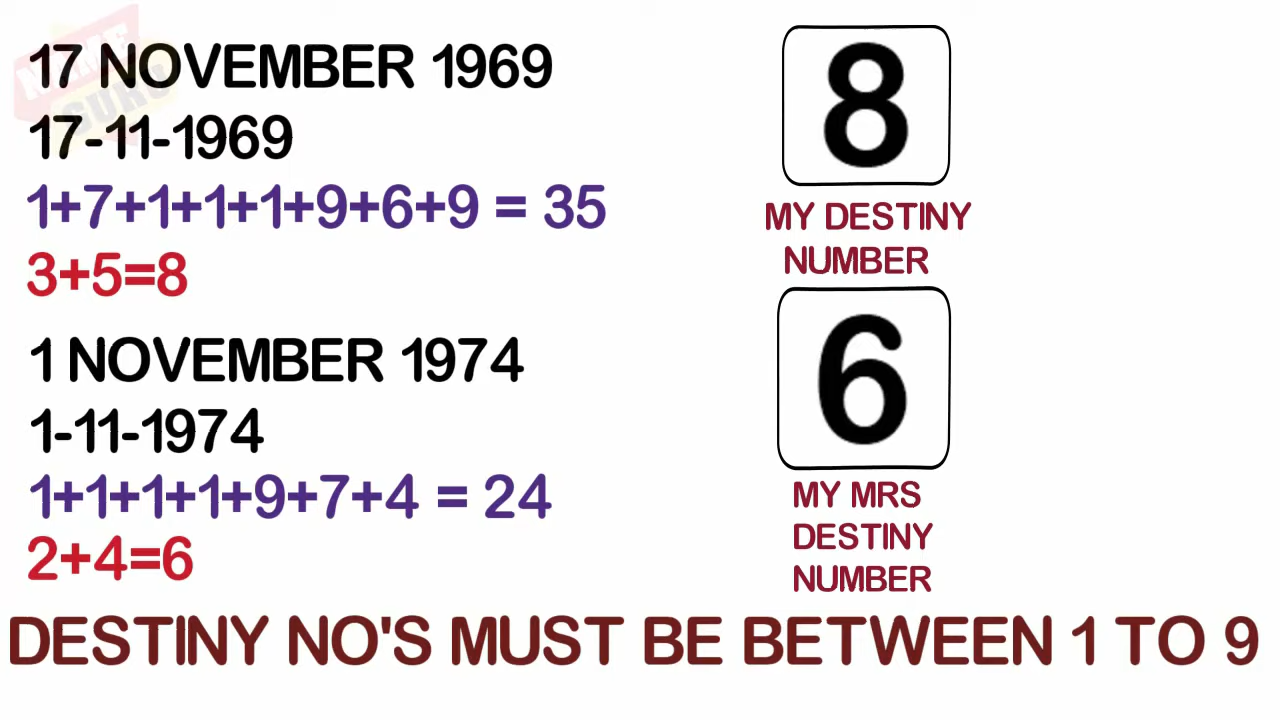 NAME
GURU
17 NOVEMBER 1969
17-11-1969
1+7+1+1+1+9+6+9 = 35
3+5=8
8
MY DESTINY
NUMBER
1 NOVEMBER 1974
1-11-1974
1+1+1+1+9+7+4 = 24
2+4=6
6
MY MRS
DESTINY
NUMBER
DESTINY NO'S MUST BE BETWEEN 1 TO 9